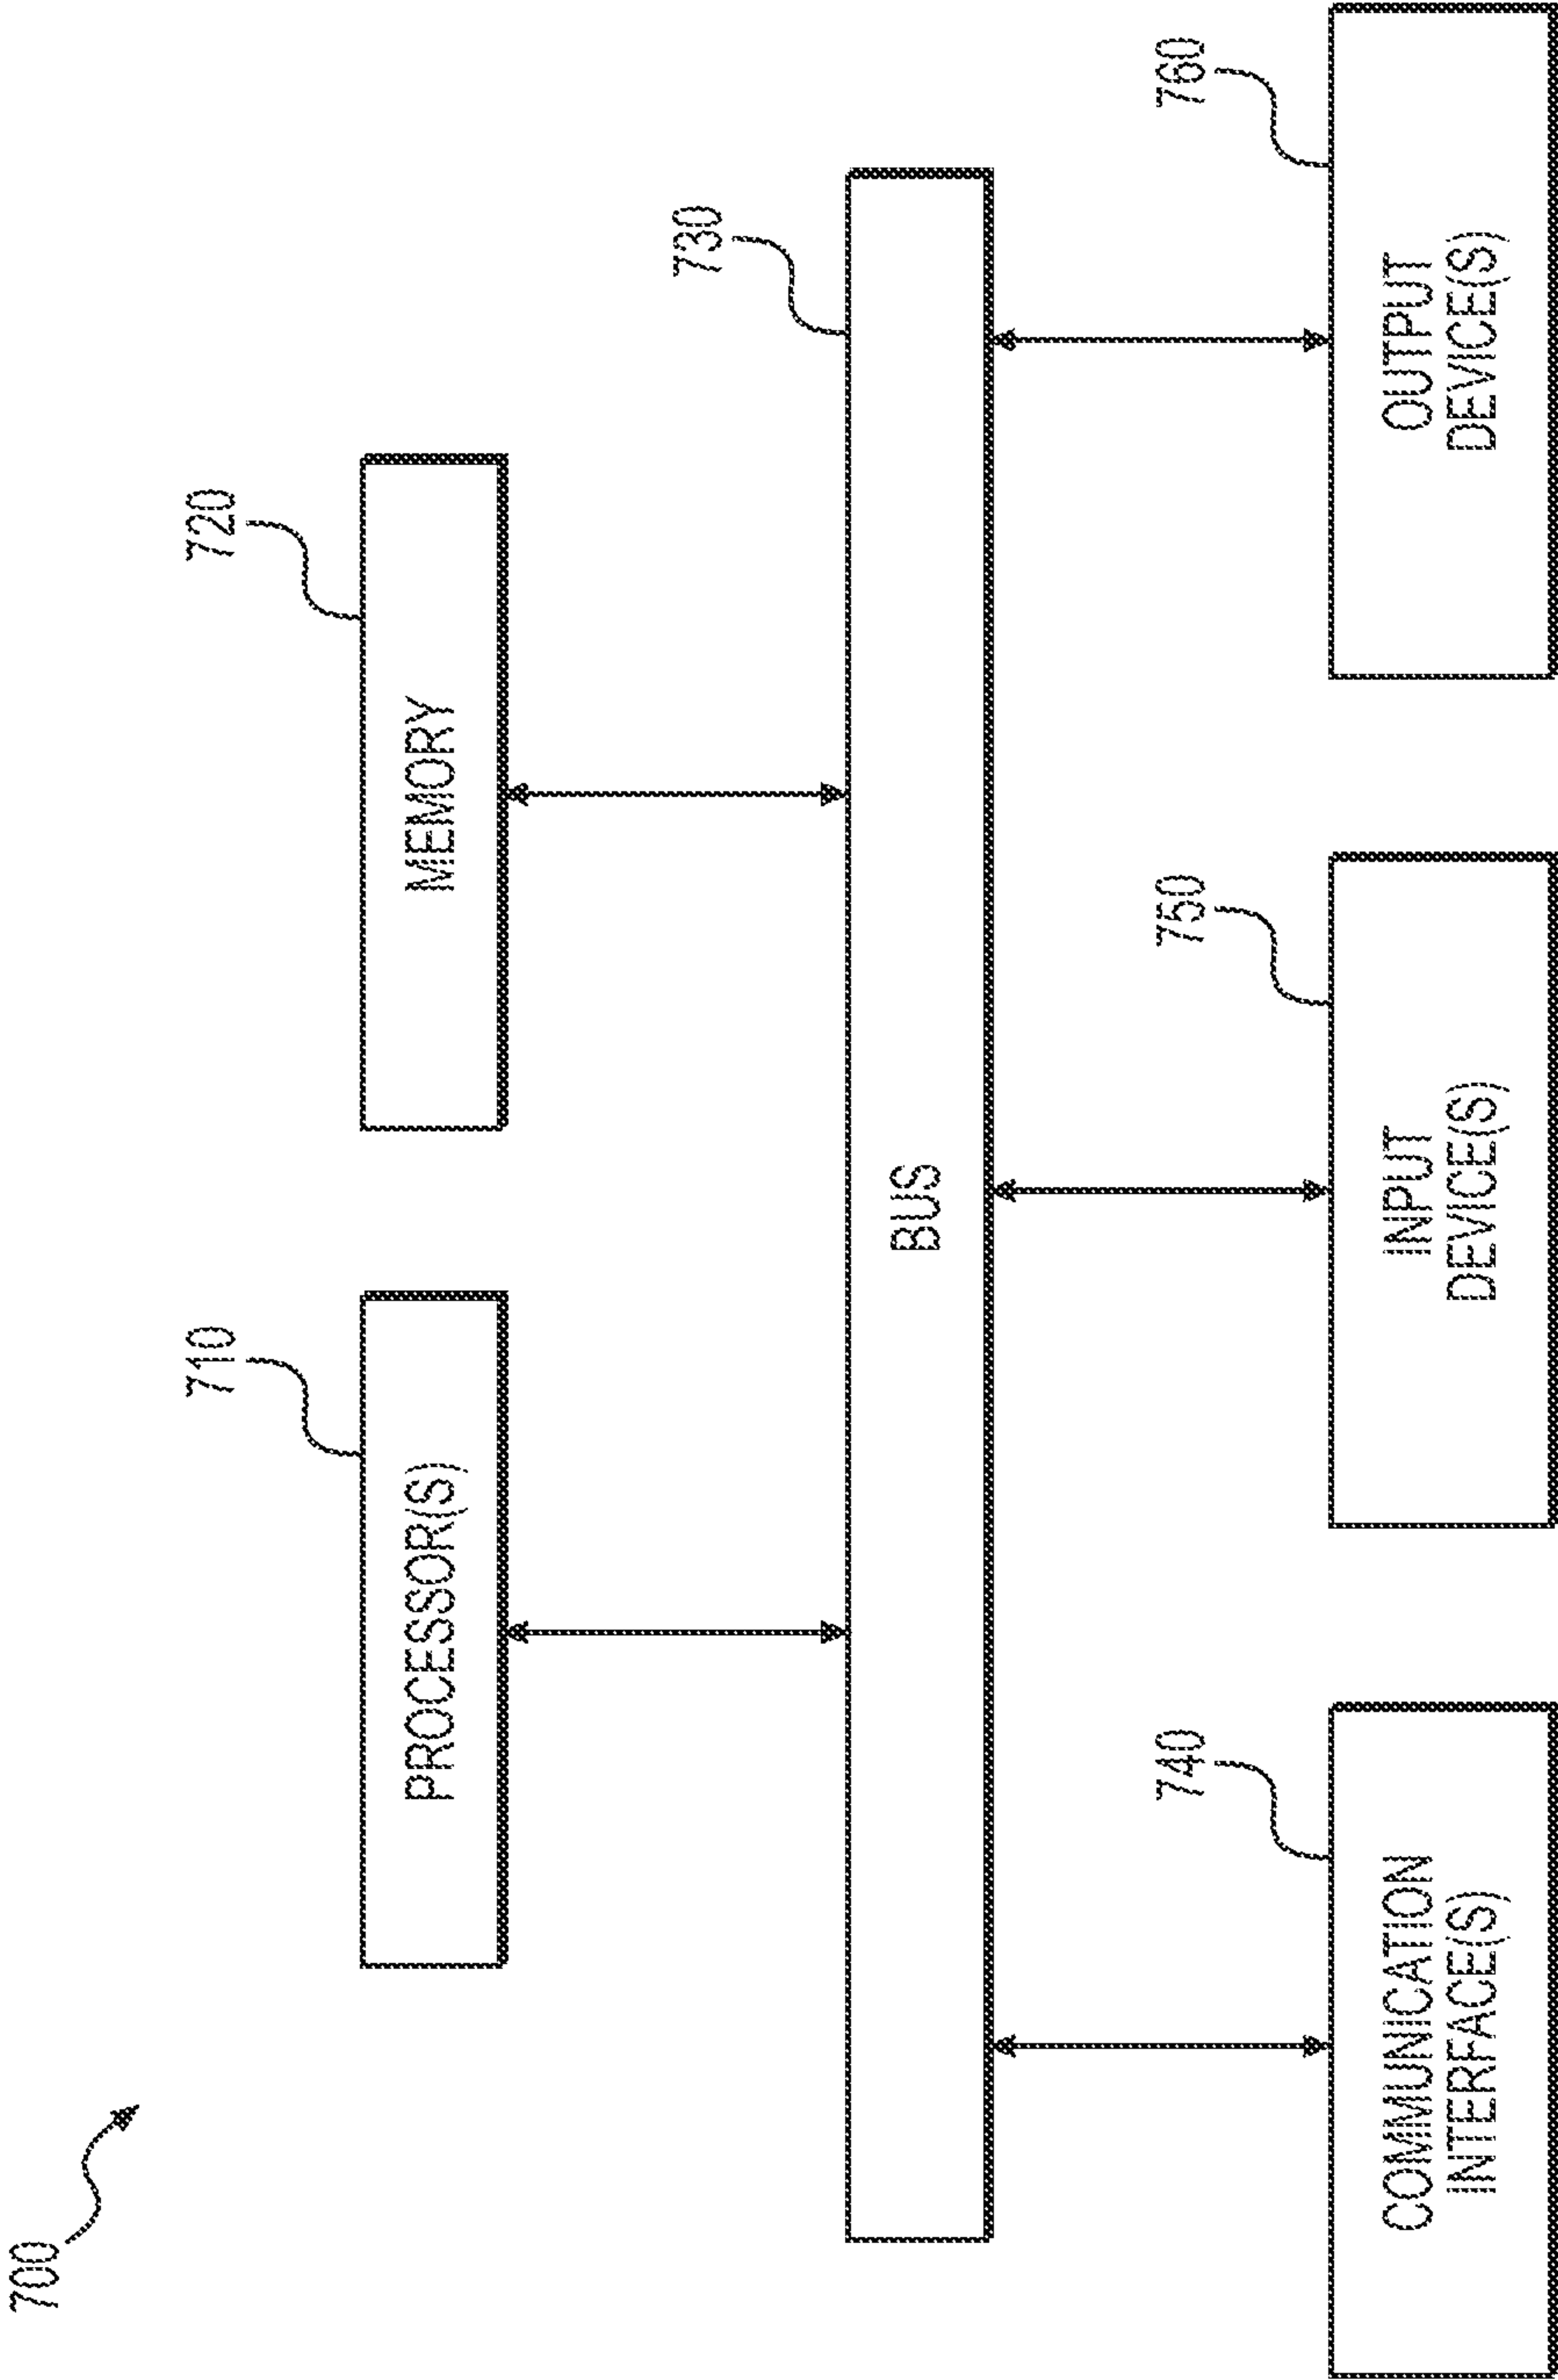 700
710
PROCESSOR(S)
720
MEMORY
730
BUS
740
COMMUNICATION
INTERFACE(S)
750
INPUT
DEVICE(S)
760
OUTPUT
DEVICE(S)